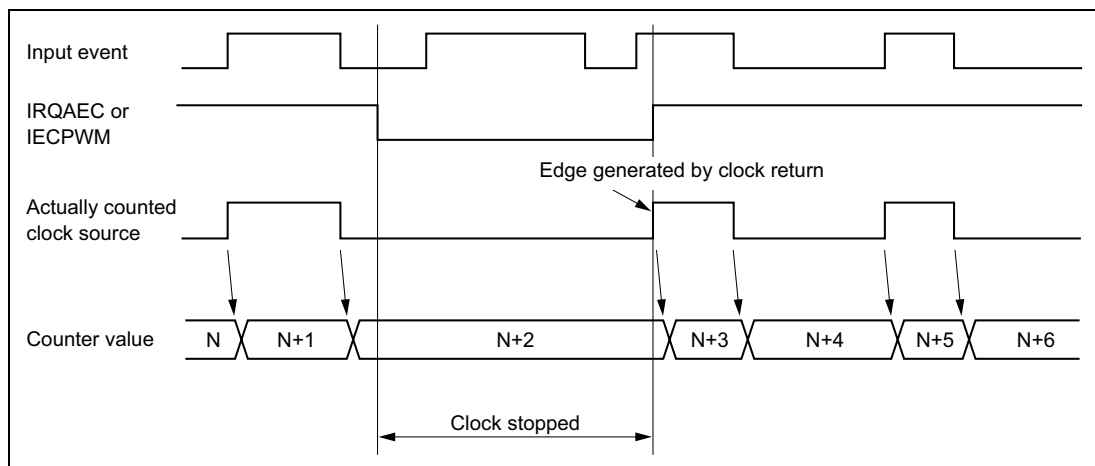 Input event
IRQAEC or
IECPWM
Edge generated by clock return
Actually counted
clock source
Counter value
N N+1 N+2 N+3 N+4 N+5 N+6
Clock stopped